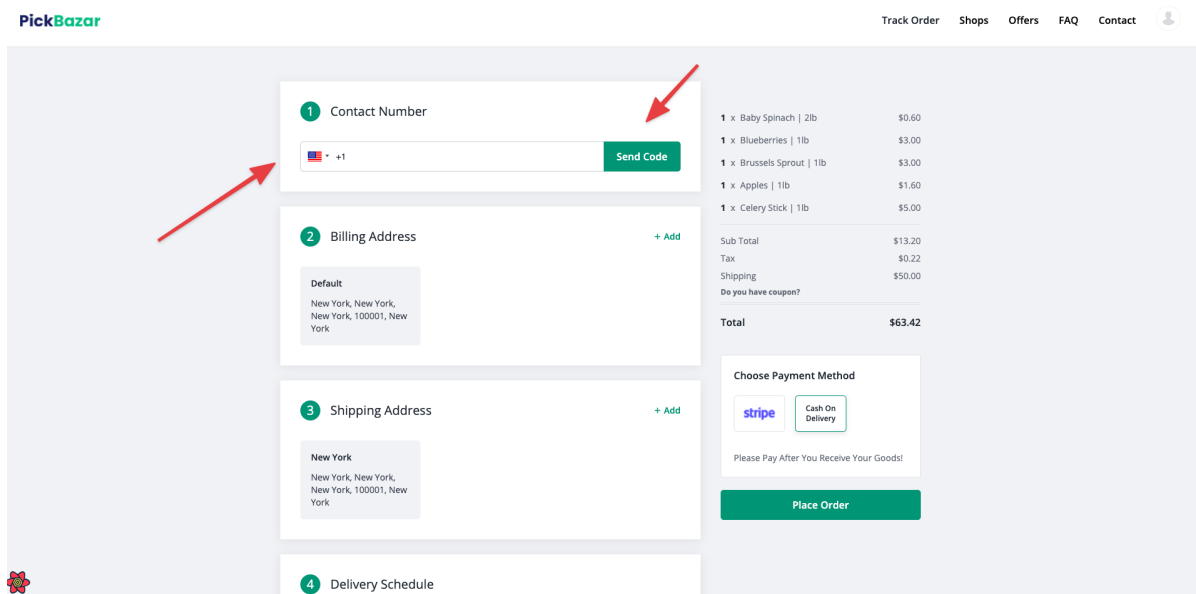 PickBazar
Track Order Shops Offers FAQ Contact
1 Contact Number
+1 Send Code
2 Billing Address + Add
Default
New York, New York,
New York, 100001, New
York
3 Shipping Address + Add
New York
New York, New York,
New York, 100001, New
York
4 Delivery Schedule
1 x Baby Spinach | 2lb $0.60
1 x Blueberries | 1lb $3.00
1 x Brussels Sprout | 1lb $3.00
1 x Apples | 1lb $1.60
1 x Celery Stick | 1lb $5.00
Sub Total $13.20
Tax $0.22
Shipping $50.00
Do you have coupon?
Total $63.42
Choose Payment Method
stripe
Cash On
Delivery
Please Pay After You Receive Your Goods!
Place Order